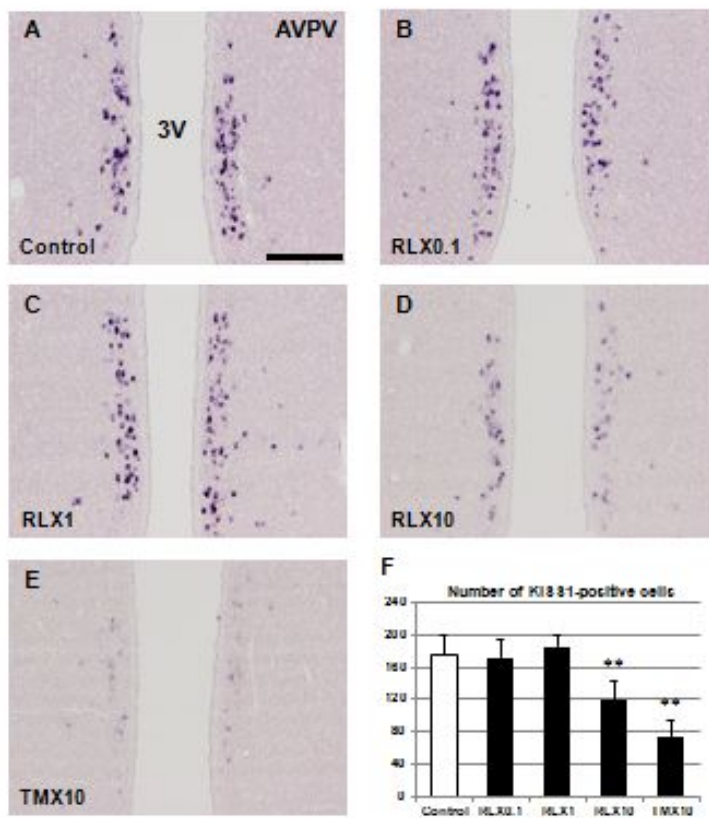 A
AVPV
3V
Control
B
RLX0.1
C
RLX1
D
RLX10
E
TMX10
F
Number of KISS1-positive cells
240
200
160
120
80
40
0
**
**
Control
RLX0.1
RLX1
RLX10
TMX10